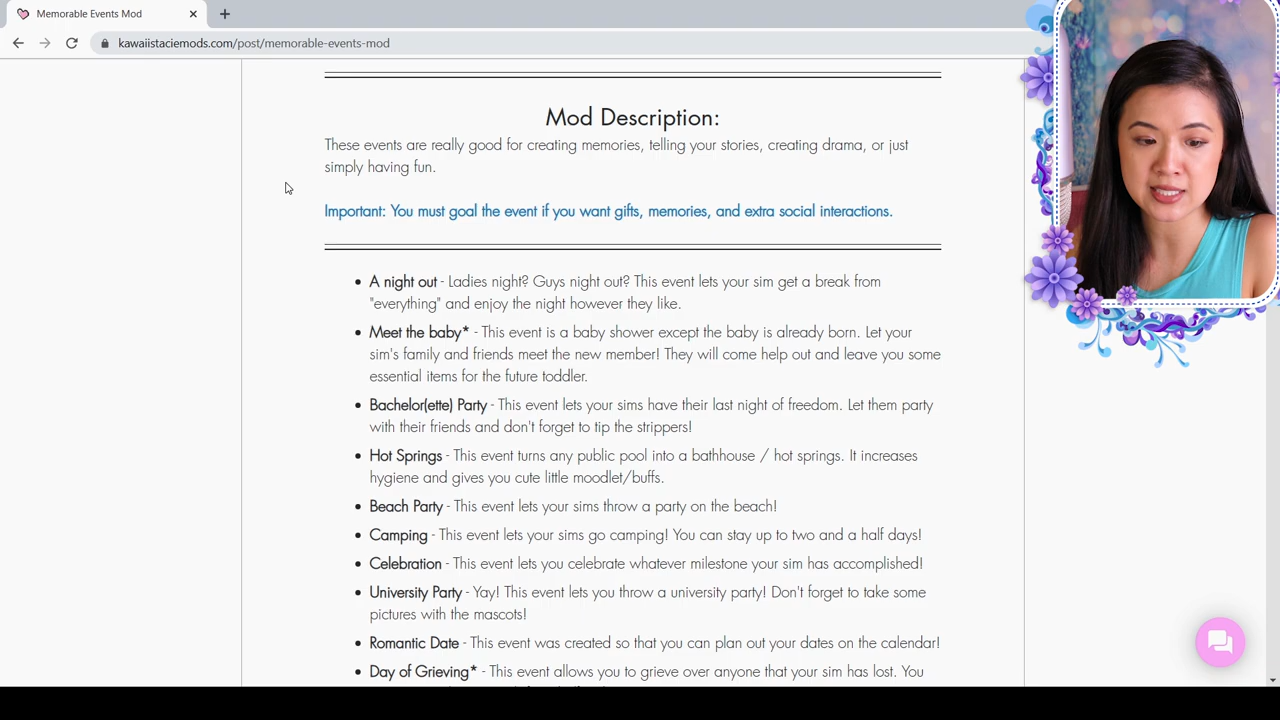 Memorable Events Mod
kawaiistaciemods.com/post/memorable-events-mod
Mod Description:
These events are really good for creating memories, telling your stories, creating drama, or just
simply having fun.
Important: You must goal the event if you want gifts, memories, and extra social interactions.
• A night out - Ladies night? Guys night out? This event lets your sim get a break from
"everything" and enjoy the night however they like.
• Meet the baby* - This event is a baby shower except the baby is already born. Let your
sim's family and friends meet the new member! They will come help out and leave you some
essential items for the future toddler.
• Bachelor(ette) Party - This event lets your sims have their last night of freedom. Let them party
with their friends and don't forget to tip the strippers!
• Hot Springs - This event turns any public pool into a bathhouse / hot springs. It increases
hygiene and gives you cute little moodlet/buffs.
• Beach Party - This event lets your sims throw a party on the beach!
• Camping - This event lets your sims go camping! You can stay up to two and a half days!
• Celebration - This event lets you celebrate whatever milestone your sim has accomplished!
• University Party - Yay! This event lets you throw a university party! Don't forget to take some
pictures with the mascots!
• Romantic Date - This event was created so that you can plan out your dates on the calendar!
• Day of Grieving* - This event allows you to grieve over anyone that your sim has lost. You